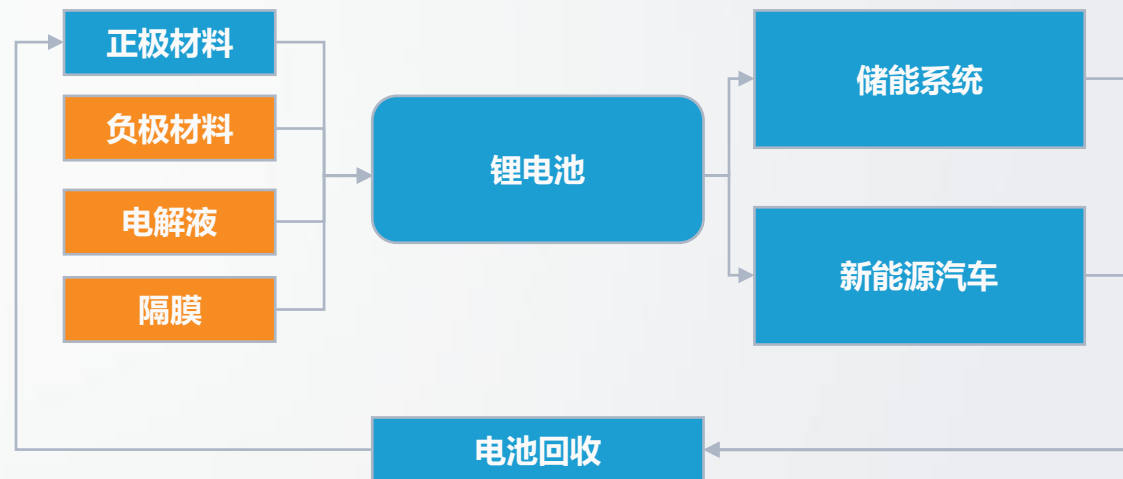 正极材料
负极材料
电解液
隔膜
锂电池
储能系统
新能源汽车
电池回收